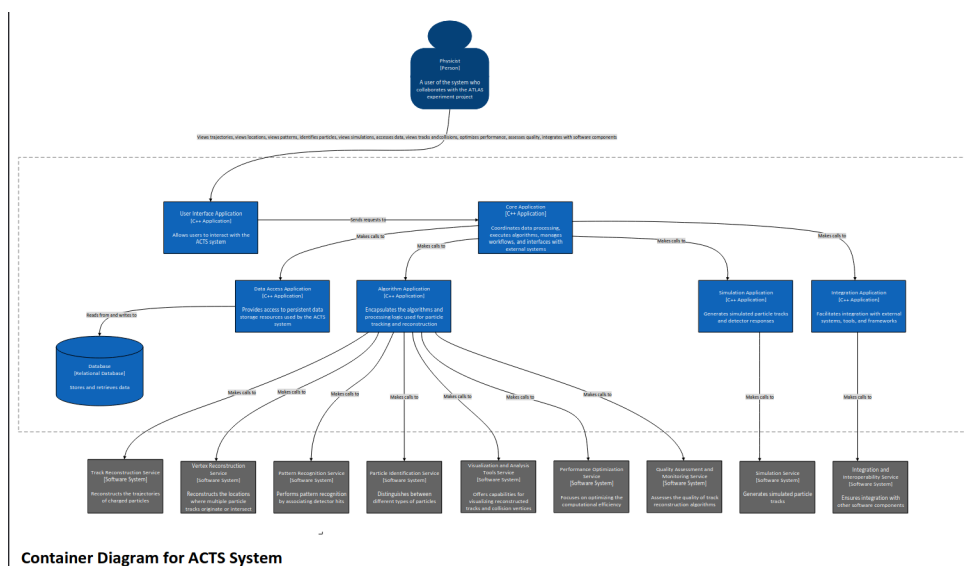 Physicist
[Person]
A user of the system who
collaborates with the ATLAS
experiment project
Views trajectories, views locations, views patterns, identifies particles, views simulations, accesses data, views tracks and collisions, optimizes performance, assesses quality, integrates with software components
User Interface Application
[C++ Application]
Allows users to interact with the
ACTS system
Sends requests to
Core Application
[C++ Application]
Coordinates data processing,
executes algorithms, manages
workflows, and interfaces with
external systems
Makes calls to
Makes calls to
Makes calls to
Makes calls to
Data Access Application
[C++ Application]
Provides access to persistent data
storage resources used by the ACTS
system
Algorithm Application
[C++ Application]
Encapsulates the algorithms and
processing logic used for particle
tracking and reconstruction
Simulation Application
[C++ Application]
Generates simulated particle tracks
and detector responses
Integration Application
[C++ Application]
Facilitates integration with external
systems, tools, and frameworks
Reads from and writes to
Database
[Relational Database]
Stores and retrieves data
Makes calls to
Makes calls to
Makes calls to
Makes calls to
Makes calls to
Makes calls to
Makes calls to
Makes calls to
Makes calls to
Track Reconstruction Service
[Software System]
Reconstructs the trajectories
of charged particles
Vertex Reconstruction
Service
[Software System]
Reconstructs the locations
where multiple particle
tracks originate or intersect
Pattern Recognition Service
[Software System]
Performs pattern recognition
by associating detector hits
Particle Identification Service
[Software System]
Distinguishes between
different types of particles
Visualization and Analysis
Tools Service
[Software System]
Offers capabilities for
visualizing reconstructed
tracks and collision vertices
Performance Optimization
Service
[Software System]
Focuses on optimizing the
computational efficiency
Quality Assessment and
Monitoring Service
[Software System]
Assesses the quality of track
reconstruction algorithms
Simulation Service
[Software System]
Generates simulated particle
tracks
Integration and
Interoperability Service
[Software System]
Ensures integration with
other software components
Container Diagram for ACTS System